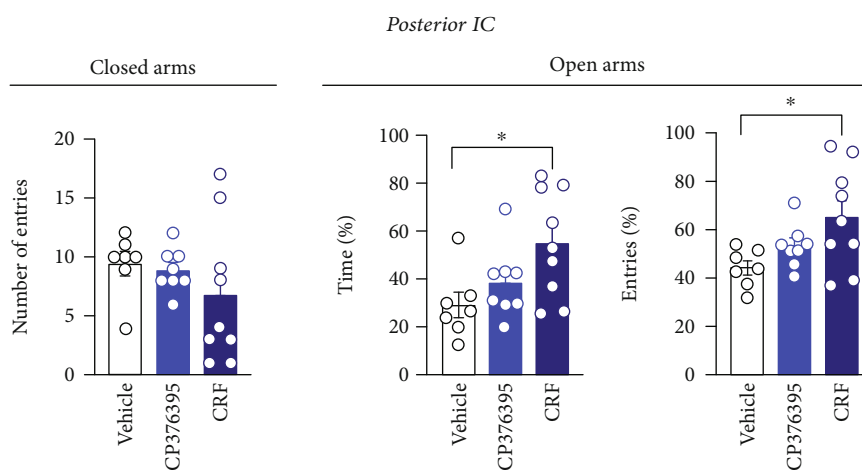 Posterior IC
Closed arms
Open arms
Number of entries
20
15
10
5
0
Vehicle
CP376395
CRF
Time (%)
100
80
60
40
20
0
*
Vehicle
CP376395
CRF
Entries (%)
100
80
60
40
20
0
*
Vehicle
CP376395
CRF